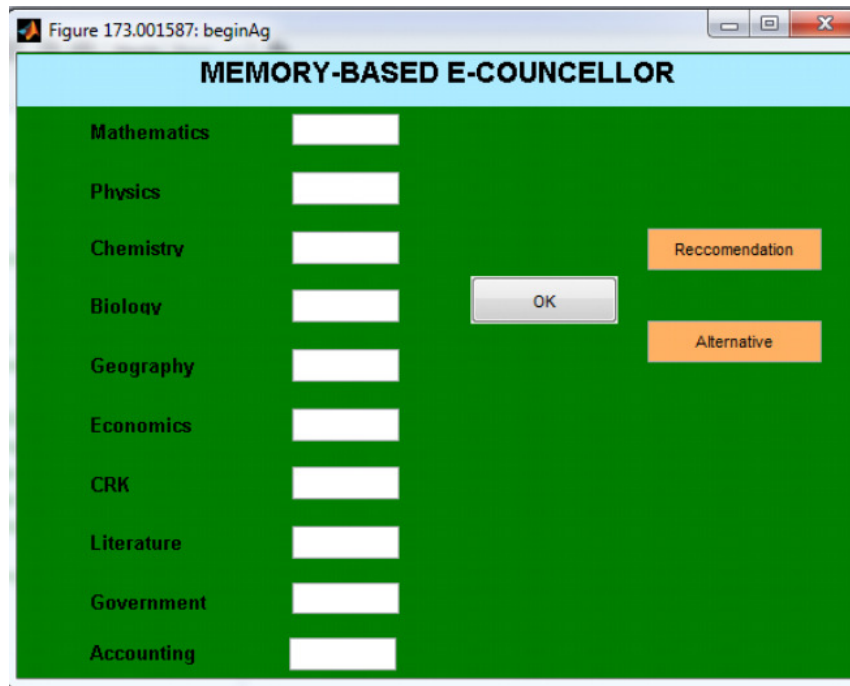 Figure 173.001587: beginAg
MEMORY-BASED E-COUNCELLOR
Mathematics
Physics
Chemistry
Reccomendation
Biology
OK
Alternative
Geography
Economics
CRK
Literature
Government
Accounting